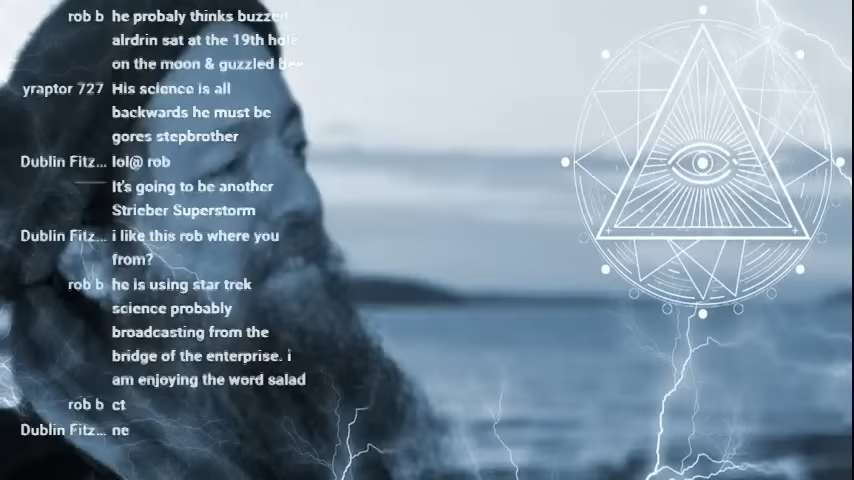 rob b he probaly thinks buzzed
alrdrin sat at the 19th hole
on the moon & guzzled bee
yraptor 727 His science is all
backwards he must be
gores stepbrother
Dublin Fitz... lol@ rob
It's going to be another
Strieber Superstorm
Dublin Fitz... i like this rob where you
from?
rob b he is using star trek
science probably
broadcasting from the
bridge of the enterprise. i
am enjoying the word salad
rob b ct
Dublin Fitz... ne